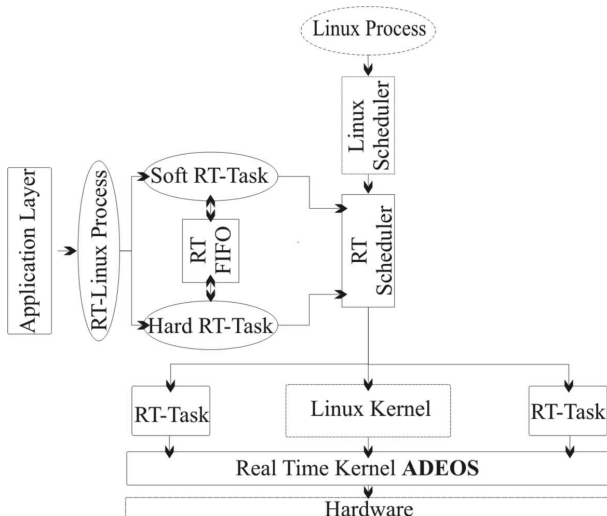 Linux Process
Linux
Scheduler
Application Layer
RT-Linux Process
Soft RT-Task
RT
FIFO
Hard RT-Task
RT
Scheduler
RT-Task
Linux Kernel
RT-Task
Real Time Kernel ADEOS
Hardware